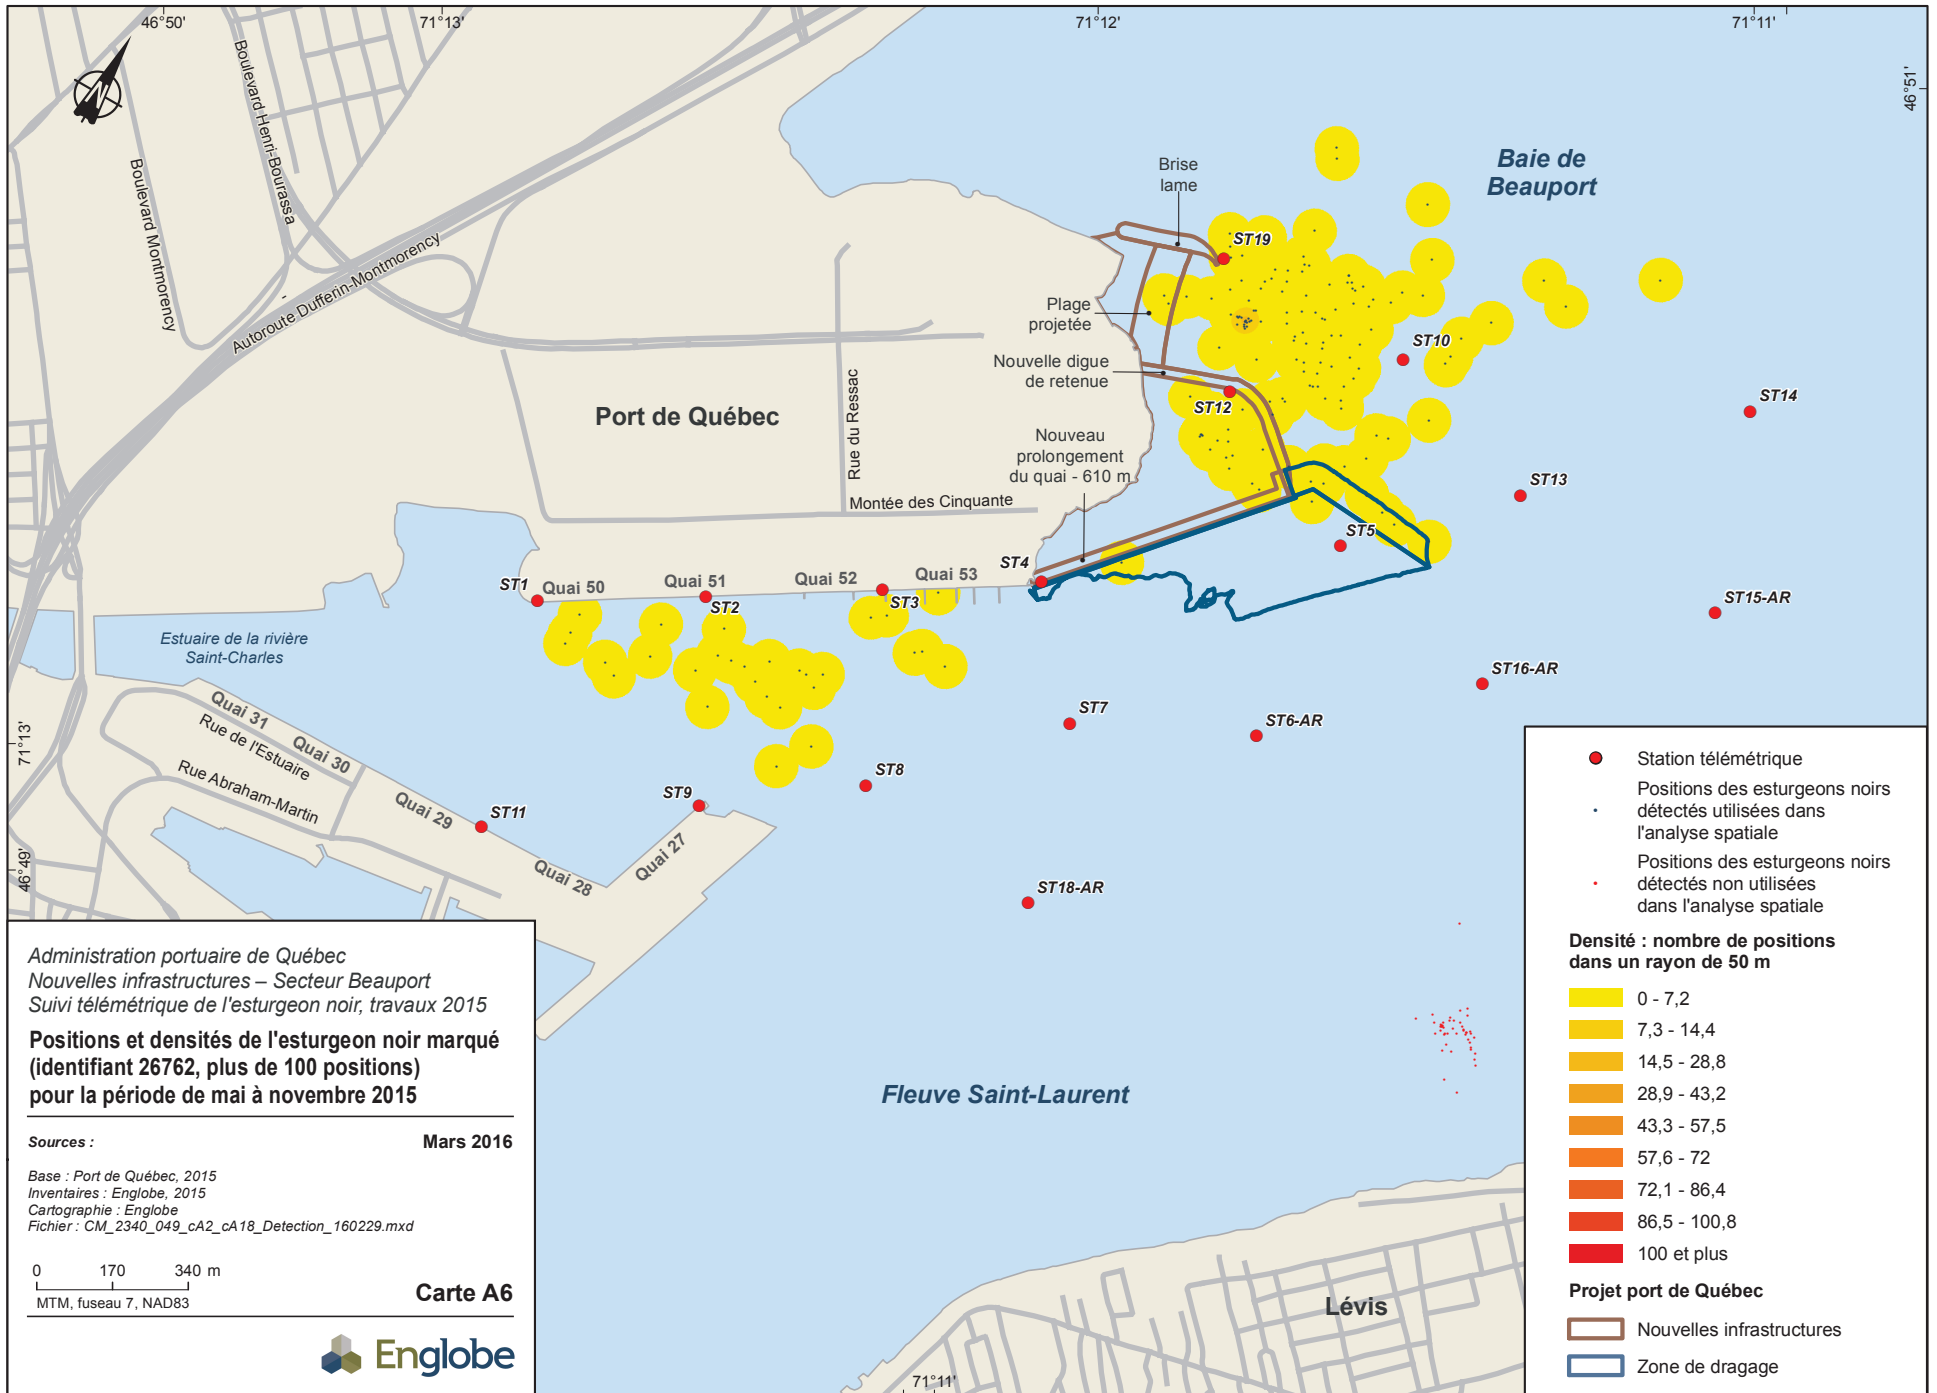 46°50'
71°13'
71°12'
71°11'
46°51'
Boulevard Henri-Bourassa
Boulevard Montmorency
Autoroute Dufferin-Montmorency
Baie de
Beauport
Brise
lame
ST19
Plage
projetée
ST10
Nouvelle digue
de retenue
ST12
ST14
Port de Québec
Rue du Ressac
Nouveau
prolongement
du quai - 610 m
Montée des Cinquante
ST13
ST5
ST4
ST1
Quai 50
Quai 51
Quai 52
Quai 53
ST2
ST3
ST15-AR
Estuaire de la rivière
Saint-Charles
ST16-AR
Quai 31
Rue de l'Estuaire
Quai 30
Rue Abraham-Martin
ST7
ST6-AR
71°13'
ST8
ST9
ST11
Quai 29
Quai 28
Quai 27
46°49'
ST18-AR
Fleuve Saint-Laurent
Lévis
71°11'
Administration portuaire de Québec
Nouvelles infrastructures – Secteur Beauport
Suivi télémétrique de l'esturgeon noir, travaux 2015
Positions et densités de l'esturgeon noir marqué
(identifiant 26762, plus de 100 positions)
pour la période de mai à novembre 2015
Sources :
Mars 2016
Base : Port de Québec, 2015
Inventaires : Englobe, 2015
Cartographie : Englobe
Fichier : CM_2340_049_cA2_cA18_Detection_160229.mxd
0 170 340 m
MTM, fuseau 7, NAD83
Carte A6
Englobe
Station télémétrique
Positions des esturgeons noirs
détectés utilisées dans
l'analyse spatiale
Positions des esturgeons noirs
détectés non utilisées
dans l'analyse spatiale
Densité : nombre de positions
dans un rayon de 50 m
0 - 7,2
7,3 - 14,4
14,5 - 28,8
28,9 - 43,2
43,3 - 57,5
57,6 - 72
72,1 - 86,4
86,5 - 100,8
100 et plus
Projet port de Québec
Nouvelles infrastructures
Zone de dragage